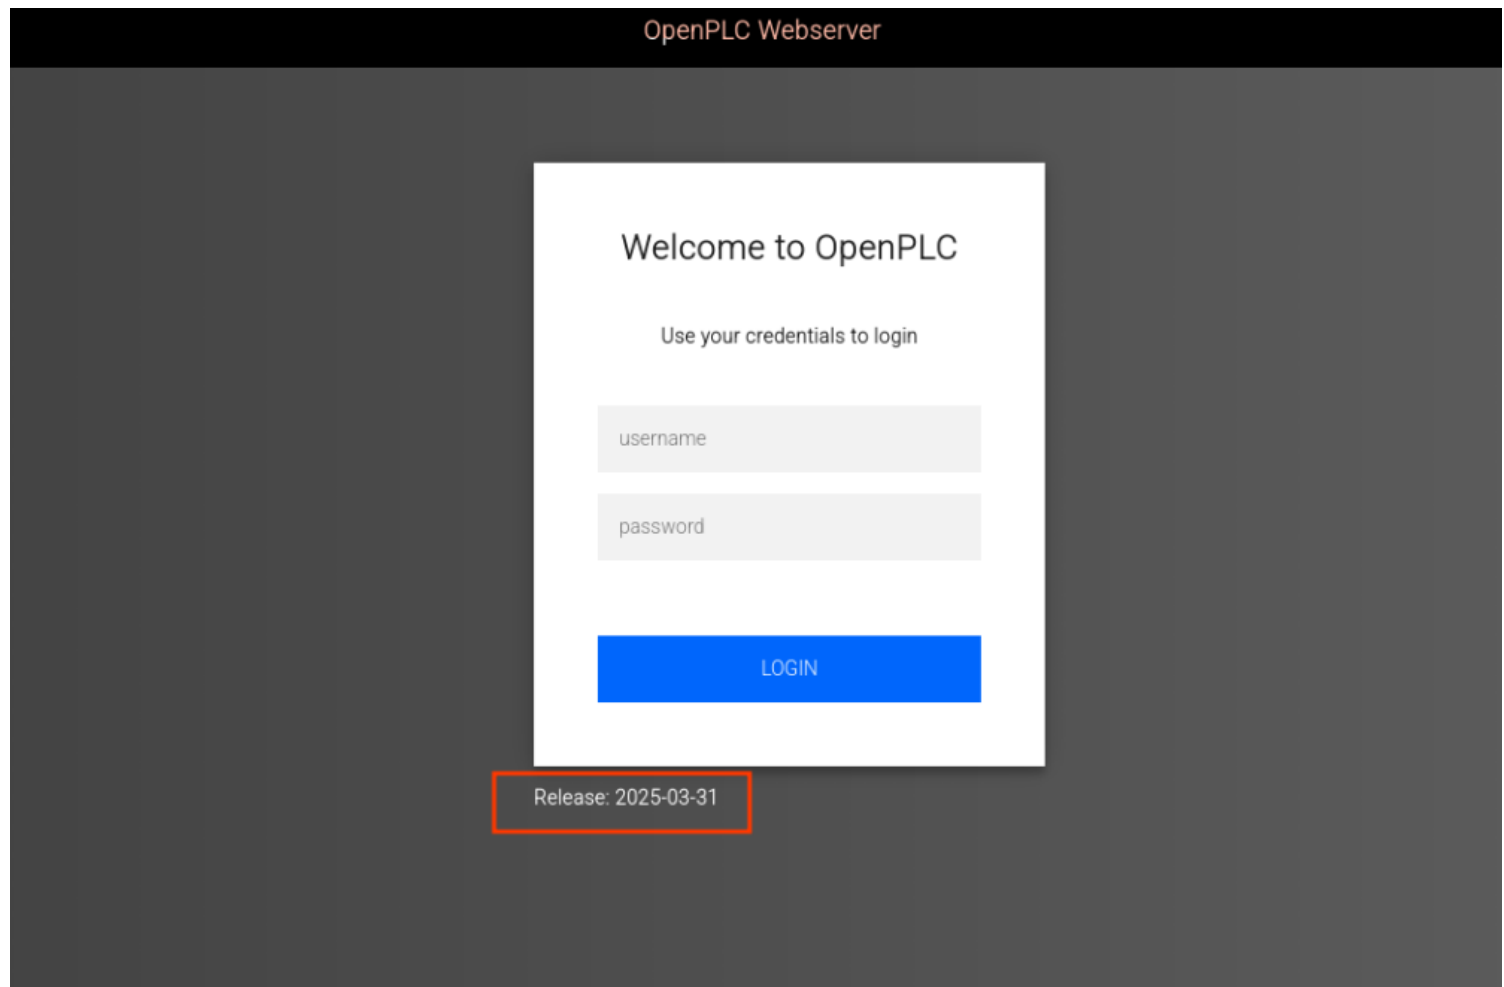 OpenPLC Webserver
Welcome to OpenPLC
Use your credentials to login
username
password
LOGIN
Release: 2025-03-31